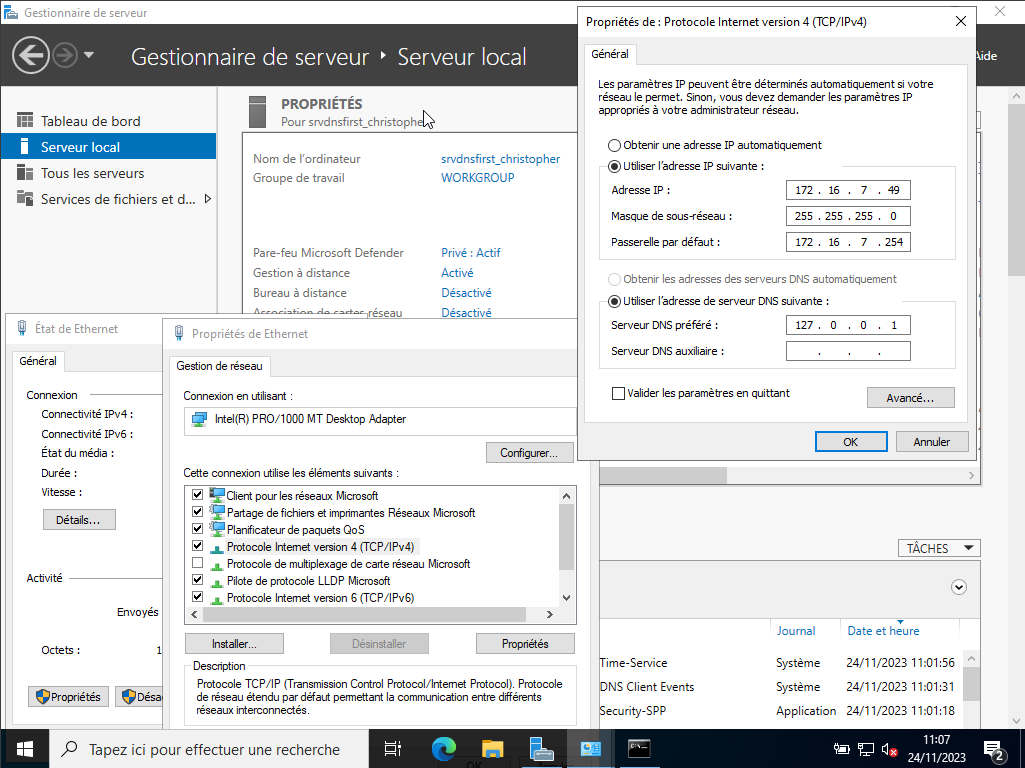 Gestionnaire de serveur
Gestionnaire de serveur ‣ Serveur local
Aide
Tableau de bord
Serveur local
Tous les serveurs
Services de fichiers et d...
PROPRIÉTÉS
Pour srvdnsfirst_christopher
Nom de l'ordinateur srvdnsfirst_christopher
Groupe de travail WORKGROUP
Pare-feu Microsoft Defender Privé : Actif
Gestion à distance Activé
Bureau à distance Désactivé
Association de cartes réseau Désactivé
Propriétés de : Protocole Internet version 4 (TCP/IPv4)
Général
Les paramètres IP peuvent être déterminés automatiquement si votre
réseau le permet. Sinon, vous devez demander les paramètres IP
appropriés à votre administrateur réseau.
Obtenir une adresse IP automatiquement
Utiliser l'adresse IP suivante :
Adresse IP : 172 . 16 . 7 . 49
Masque de sous-réseau : 255 . 255 . 255 . 0
Passerelle par défaut : 172 . 16 . 7 . 254
Obtenir les adresses des serveurs DNS automatiquement
Utiliser l'adresse de serveur DNS suivante :
Serveur DNS préféré : 127 . 0 . 0 . 1
Serveur DNS auxiliaire : . . .
Valider les paramètres en quittant
Avancé...
OK Annuler
État de Ethernet
Général
Connexion
Connectivité IPv4 :
Connectivité IPv6 :
État du média :
Durée :
Vitesse :
Détails...
Activité
Envoyés
Octets : 1
Propriétés Désa
Propriétés de Ethernet
Gestion de réseau
Connexion en utilisant :
Intel(R) PRO/1000 MT Desktop Adapter
Configurer...
Cette connexion utilise les éléments suivants :
Client pour les réseaux Microsoft
Partage de fichiers et imprimantes Réseaux Microsoft
Planificateur de paquets QoS
Protocole Internet version 4 (TCP/IPv4)
Protocole de multiplexage de carte réseau Microsoft
Pilote de protocole LLDP Microsoft
Protocole Internet version 6 (TCP/IPv6)
Installer... Désinstaller Propriétés
Description
Protocole TCP/IP (Transmission Control Protocol/Internet Protocol). Protocole
de réseau étendu par défaut permettant la communication entre différents
réseaux interconnectés.
TÂCHES
Journal Date et heure
Time-Service Système 24/11/2023 11:01:56
DNS Client Events Système 24/11/2023 11:01:31
Security-SPP Application 24/11/2023 11:01:18
Tapez ici pour effectuer une recherche
11:07
24/11/2023
2